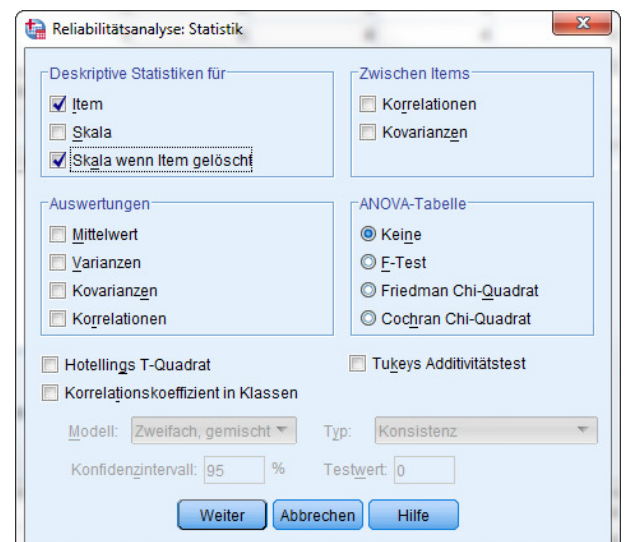 Reliabilitätsanalyse: Statistik
Deskriptive Statistiken für
Item
Skala
Skala wenn Item gelöscht
Zwischen Items
Korrelationen
Kovarianzen
Auswertungen
Mittelwert
Varianzen
Kovarianzen
Korrelationen
ANOVA-Tabelle
Keine
F-Test
Friedman Chi-Quadrat
Cochran Chi-Quadrat
Hotellings T-Quadrat
Tukeys Additivitätstest
Korrelationskoeffizient in Klassen
Modell: Zweifach, gemischt Typ: Konsistenz
Konfidenzintervall: 95 % Testwert: 0
Weiter Abbrechen Hilfe